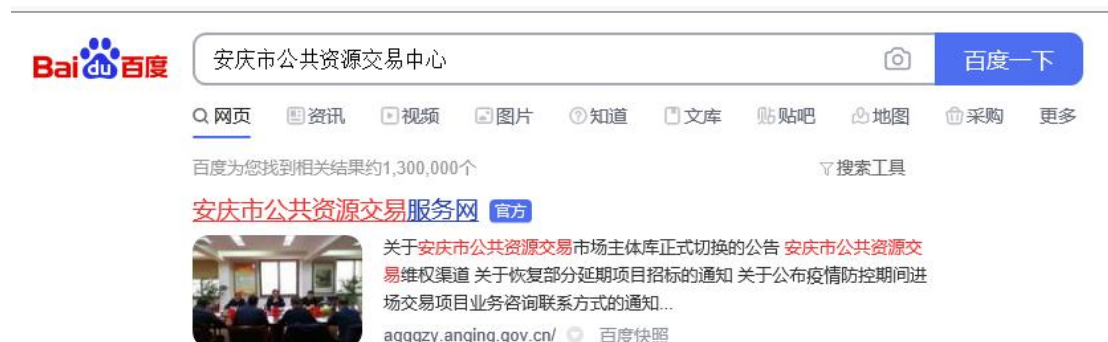 Bai du 百度 安庆市公共资源交易中心 百度一下
网页 资讯 视频 图片 知道 文库 贴吧 地图 采购 更多
百度为您找到相关结果约1,300,000个 搜索工具
安庆市公共资源交易服务网 官方
关于安庆市公共资源交易市场主体库正式切换的公告 安庆市公共资源交
易维权渠道 关于恢复部分延期项目招标的通知 关于公布疫情防控期间进
场交易项目业务咨询联系方式的通知...
aqggzy.anqing.gov.cn/ 百度快照